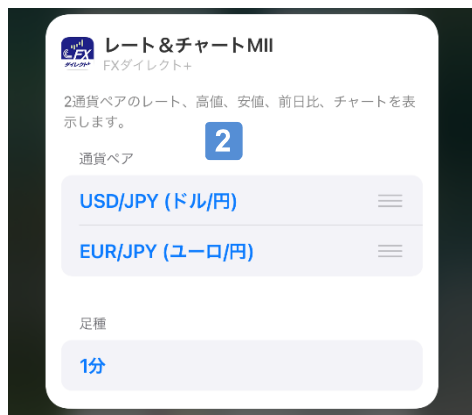 FX
ダイレクト+
レート＆チャートMII
FXダイレクト+
2通貨ペアのレート、高値、安値、前日比、チャートを表
示します。
2
通貨ペア
USD/JPY (ドル/円)
EUR/JPY (ユーロ/円)
足種
1分